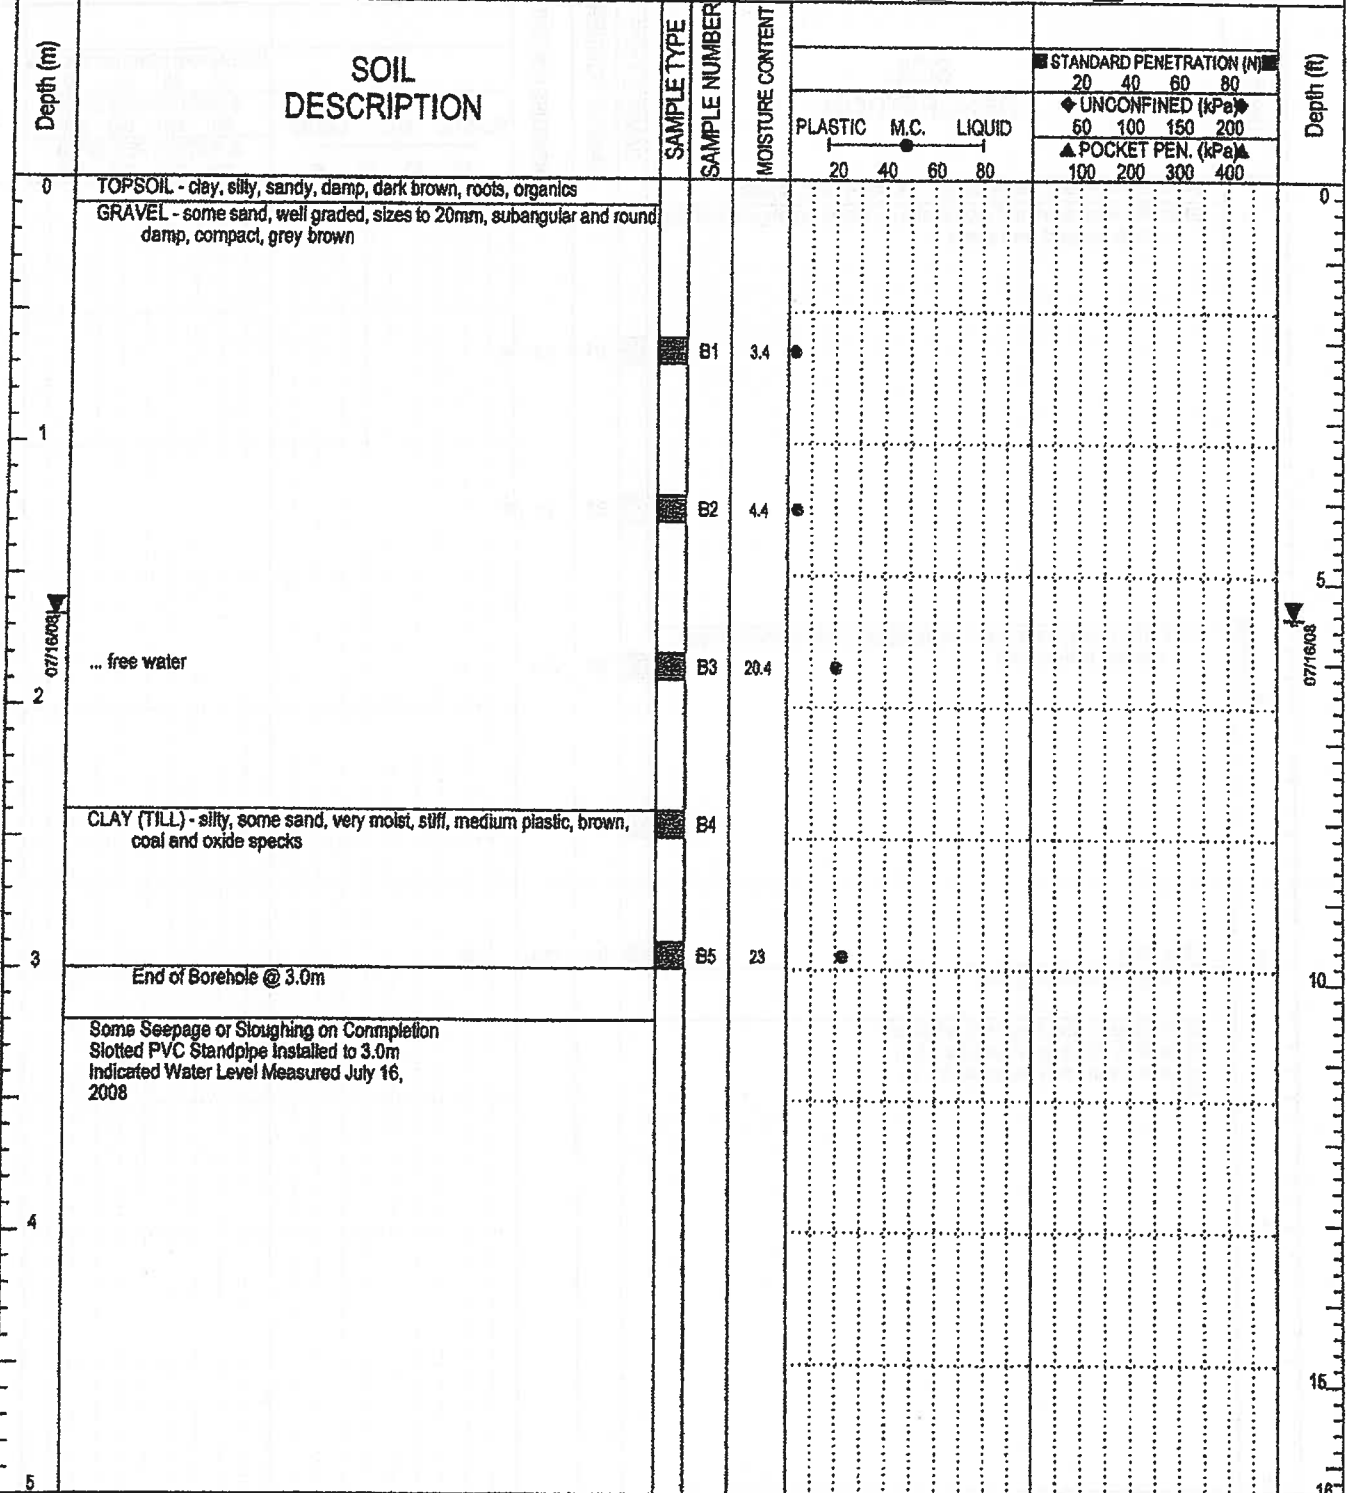 Depth (m)
SOIL
DESCRIPTION
SAMPLE TYPE
SAMPLE NUMBER
MOISTURE CONTENT
PLASTIC M.C. LIQUID
20 40 60 80
STANDARD PENETRATION (N)
20 40 60 80
UNCONFINED (kPa)
50 100 150 200
POCKET PEN. (kPa)
100 200 300 400
Depth (ft)
0
TOPSOIL - clay, silty, sandy, damp, dark brown, roots, organics
0
GRAVEL - some sand, well graded, sizes to 20mm, subangular and round,
damp, compact, grey brown
B1 3.4
1
B2 4.4
5
07/16/08
07/16/08
... free water
B3 20.4
2
CLAY (TILL) - silty, some sand, very moist, stiff, medium plastic, brown,
coal and oxide specks
B4
B5 23
3
End of Borehole @ 3.0m
10
Some Seepage or Sloughing on Conmpletion
Slotted PVC Standpipe Installed to 3.0m
Indicated Water Level Measured July 16,
2008
4
15
5
16